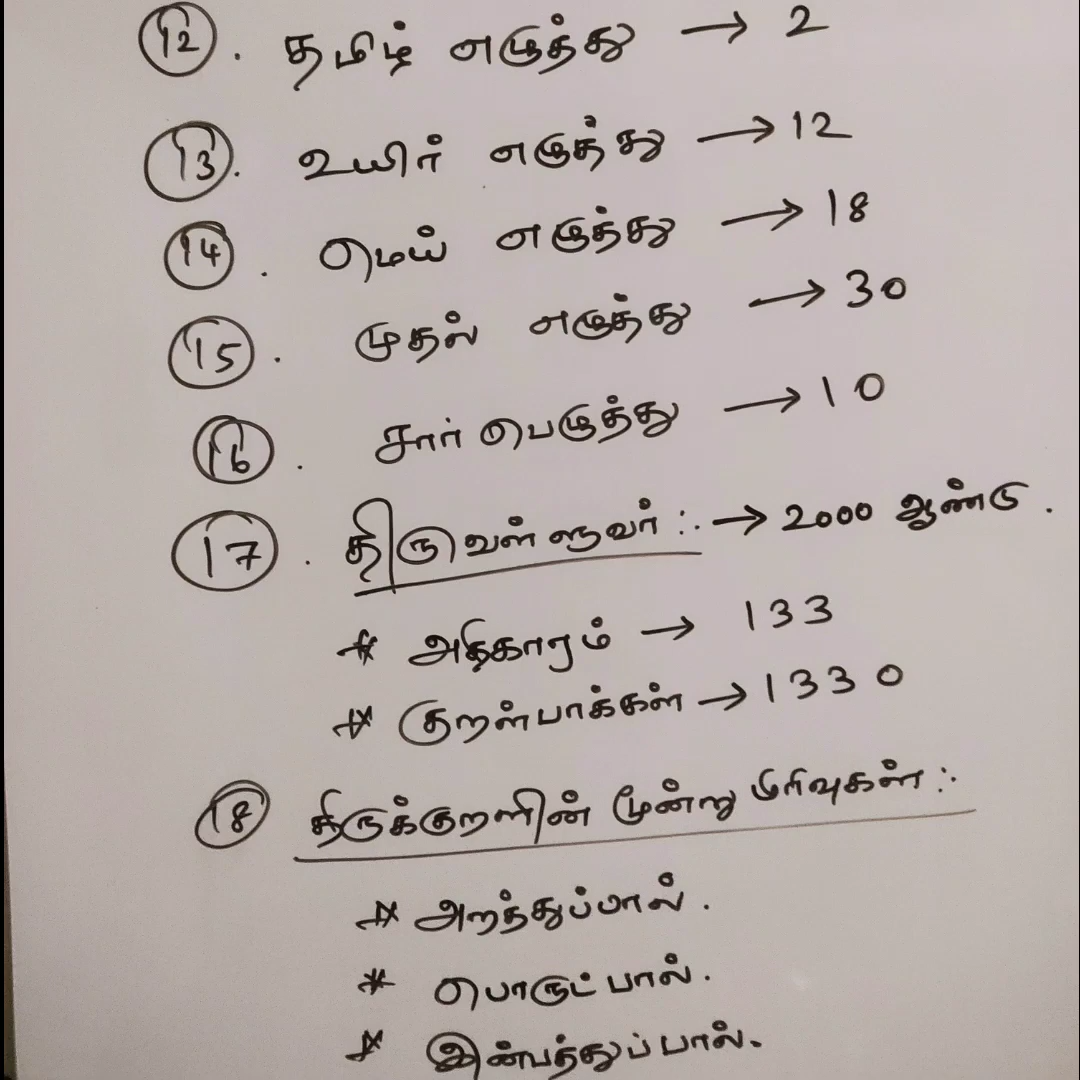 12. தமிழ் எழுத்து → 2
13. உயிர் எழுத்து → 12
14. மெய் எழுத்து → 18
15. முதல் எழுத்து → 30
16. சார்பெழுத்து → 10
17. திருவள்ளுவர் :. → 2000 ஆண்டு.
* அதிகாரம் → 133
* குறள்பாக்கள் → 1330
18 திருக்குறளின் மூன்று பிரிவுகள் :.
* அறத்துப்பால்.
* பொருட்பால்.
* இன்பத்துப்பால்.